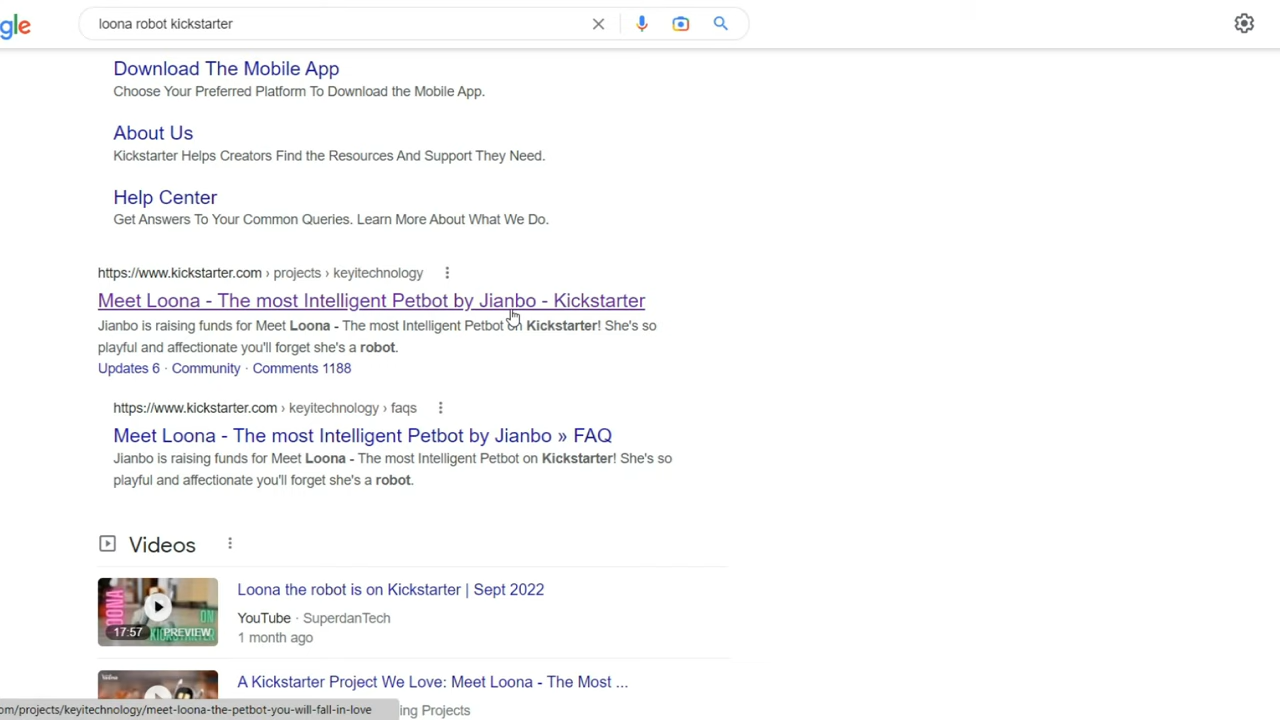 gle
loona robot kickstarter
Download The Mobile App
Choose Your Preferred Platform To Download the Mobile App.
About Us
Kickstarter Helps Creators Find the Resources And Support They Need.
Help Center
Get Answers To Your Common Queries. Learn More About What We Do.
https://www.kickstarter.com › projects › keyitechnology
Meet Loona - The most Intelligent Petbot by Jianbo - Kickstarter
Jianbo is raising funds for Meet Loona - The most Intelligent Petbot on Kickstarter! She's so
playful and affectionate you'll forget she's a robot.
Updates 6 · Community · Comments 1188
https://www.kickstarter.com › keyitechnology › faqs
Meet Loona - The most Intelligent Petbot by Jianbo » FAQ
Jianbo is raising funds for Meet Loona - The most Intelligent Petbot on Kickstarter! She's so
playful and affectionate you'll forget she's a robot.
Videos
LOONA
ON
KICKSTARTER
17:57
PREVIEW
Loona the robot is on Kickstarter | Sept 2022
YouTube · SuperdanTech
1 month ago
A Kickstarter Project We Love: Meet Loona - The Most ...
om/projects/keyitechnology/meet-loona-the-petbot-you-will-fall-in-love
ing Projects